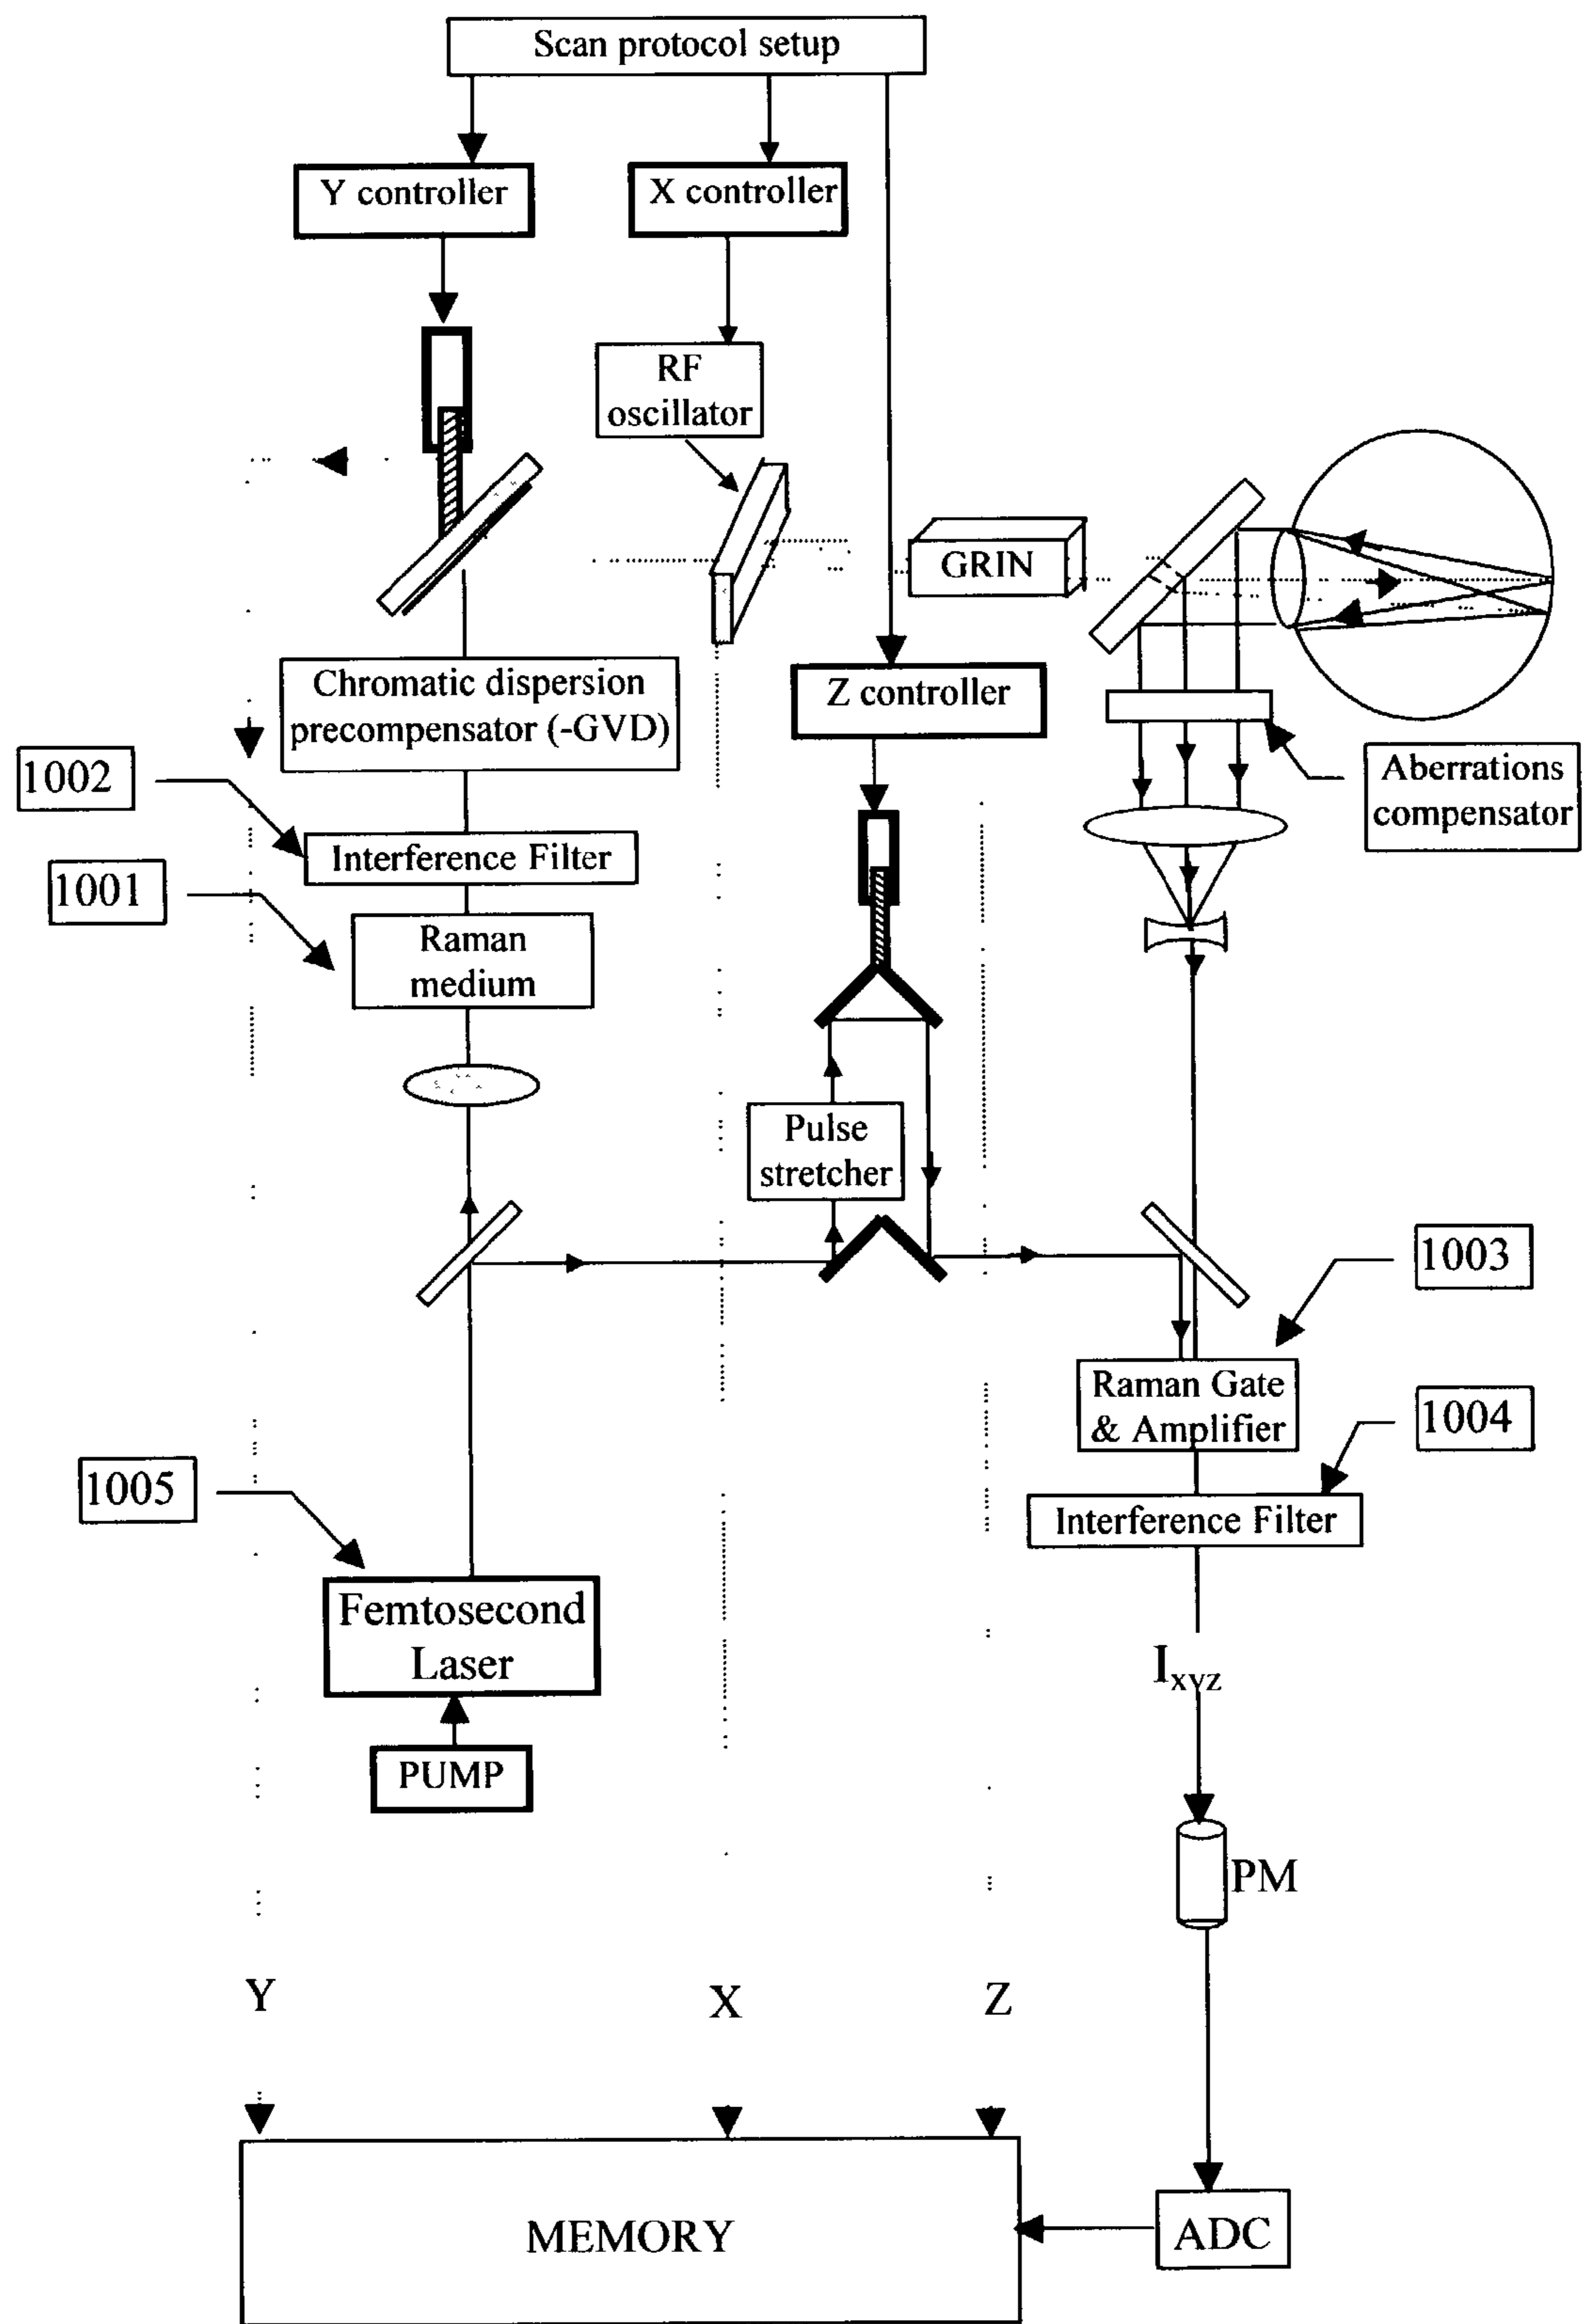 Scan protocol setup
Y controller
X controller
RF
oscillator
GRIN
Chromatic dispersion
precompensator (-GVD)
Z controller
1002
Aberrations
compensator
Interference Filter
1001
Raman
medium
Pulse
stretcher
1003
Raman Gate
& Amplifier
1004
1005
Interference Filter
Femtosecond
Laser
Ixyz
PUMP
PM
Y
X
Z
MEMORY
ADC